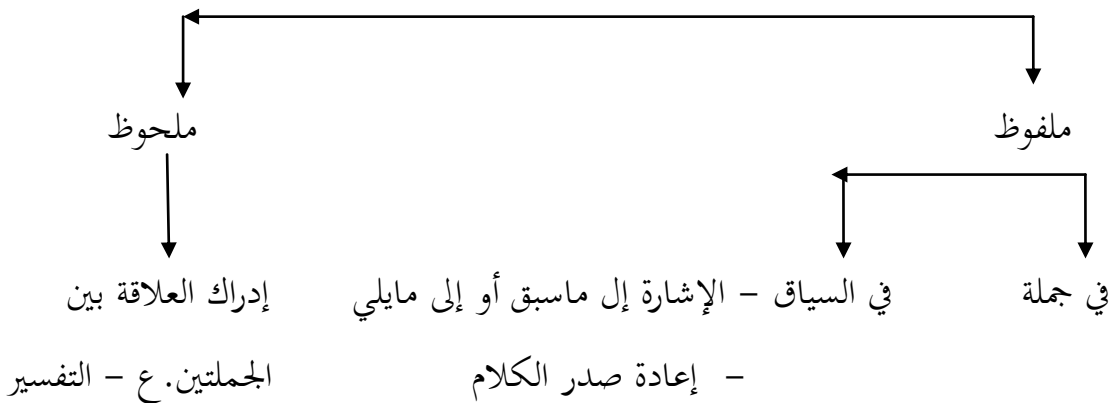 ملفوظ ملحوظ
في جملة في السياق – الإشارة إل ماسبق أو إلى مايلي إدراك العلاقة بين
– إعادة صدر الكلام الجملتين.ع – التفسير